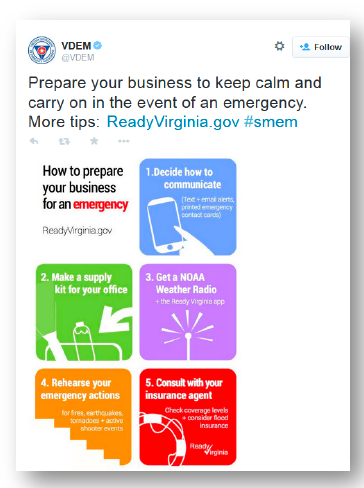 VDEM
@VDEM
Follow
Prepare your business to keep calm and
carry on in the event of an emergency.
More tips: ReadyVirginia.gov #smem
How to prepare
your business
for an emergency
ReadyVirginia.gov
1.Decide how to
communicate
(Text + email alerts,
printed emergency
contact cards)
2. Make a supply
kit for your office
3. Get a NOAA
Weather Radio
+ the Ready Virginia app
4. Rehearse your
emergency actions
for fires, earthquakes,
tornadoes + active
shooter events
5. Consult with your
insurance agent
Check coverage levels
+ consider flood
insurance
Ready
Virginia